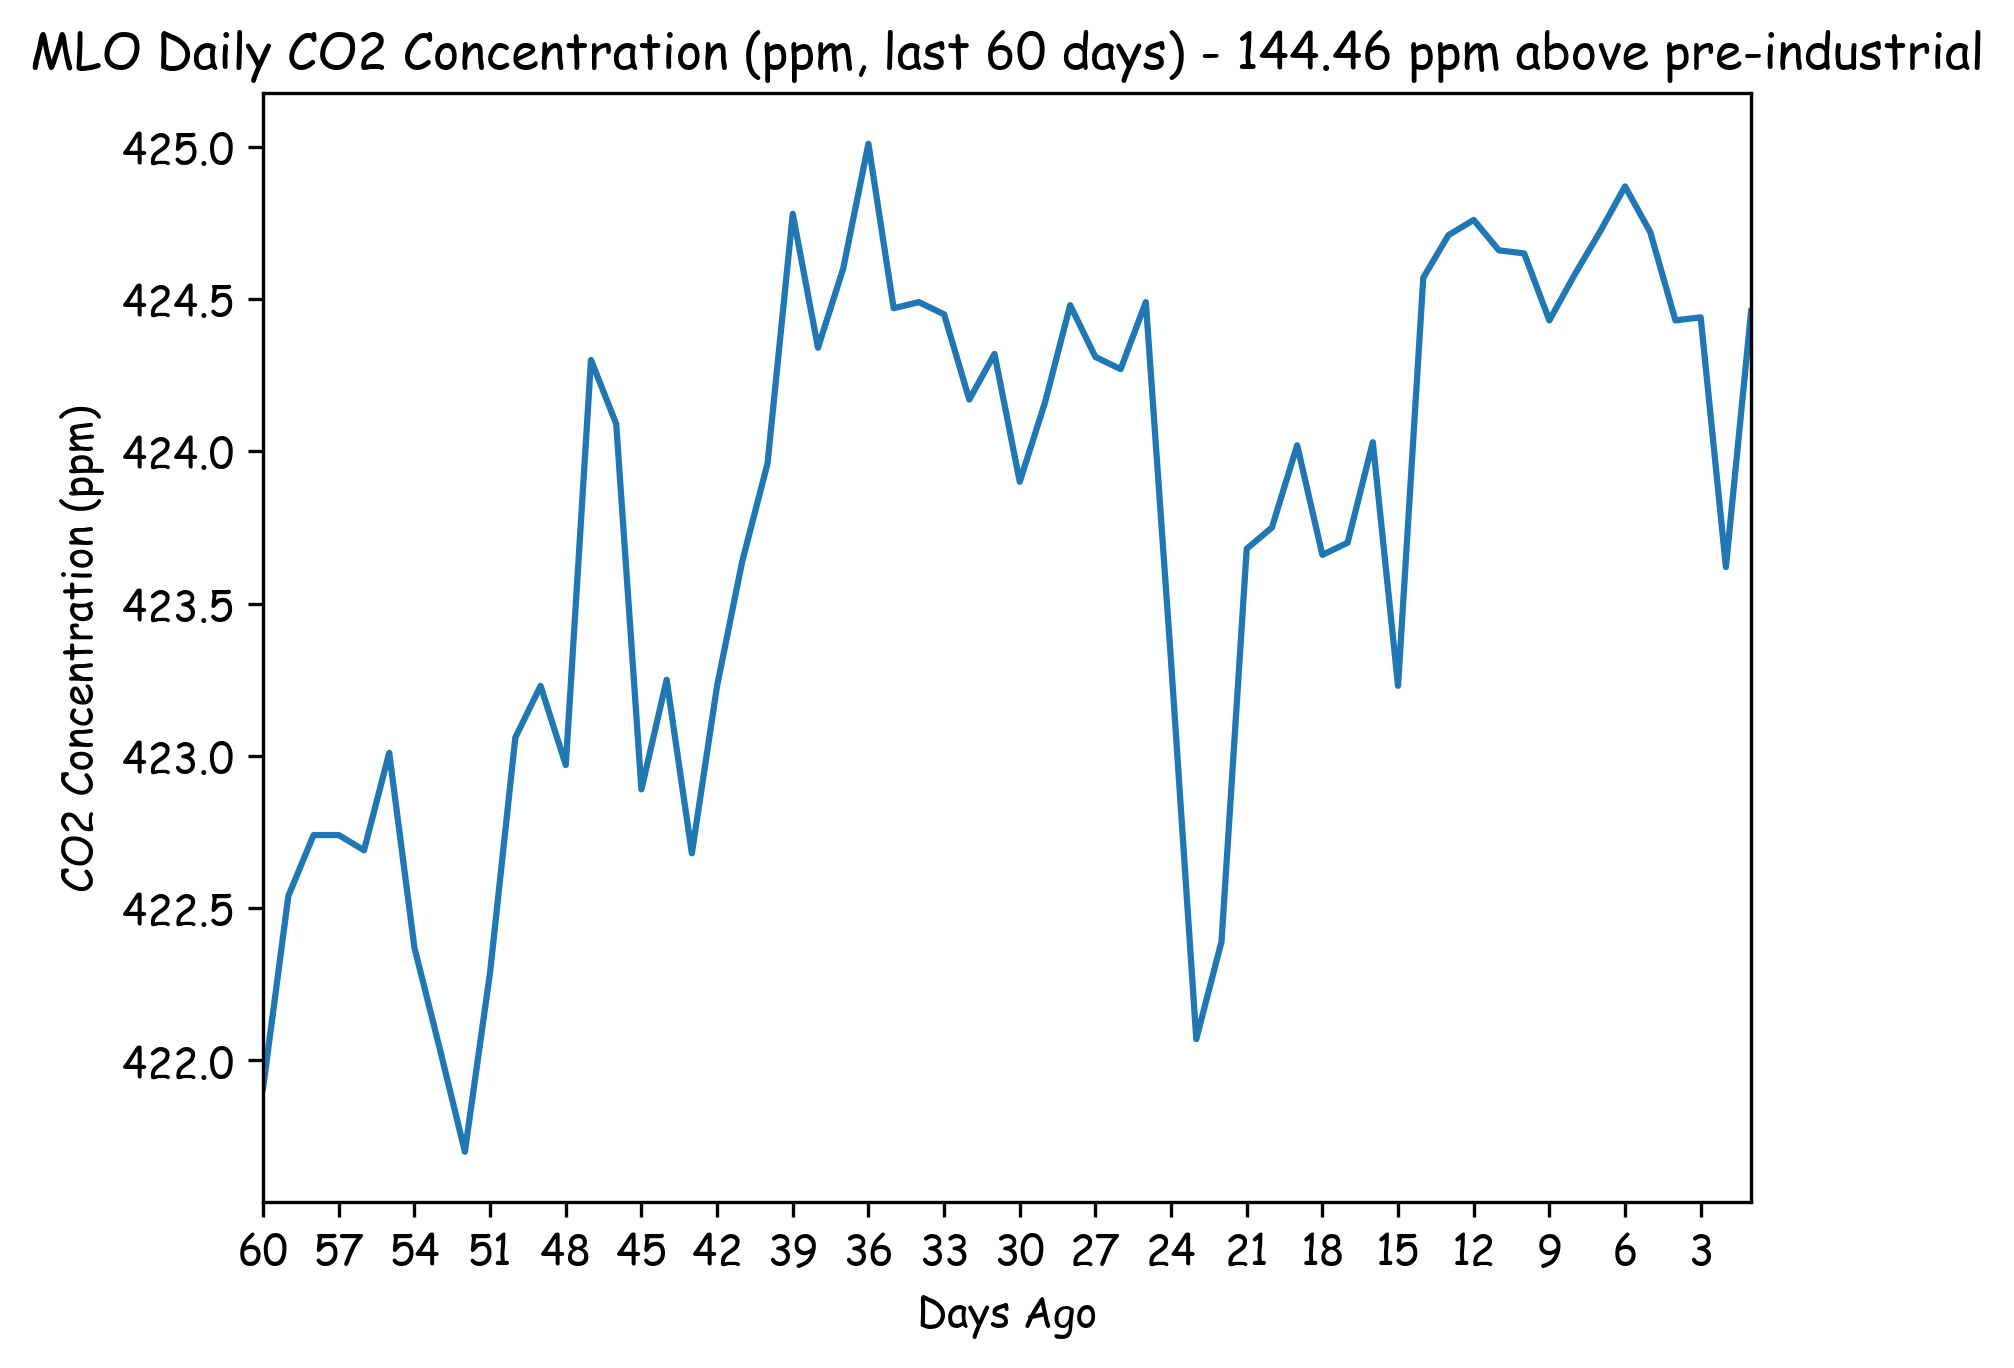 MLO Daily CO2 Concentration (ppm, last 60 days) - 144.46 ppm above pre-industrial
425.0
424.5
424.0
423.5
423.0
422.5
422.0
CO2 Concentration (ppm)
60 57 54 51 48 45 42 39 36 33 30 27 24 21 18 15 12 9 6 3
Days Ago